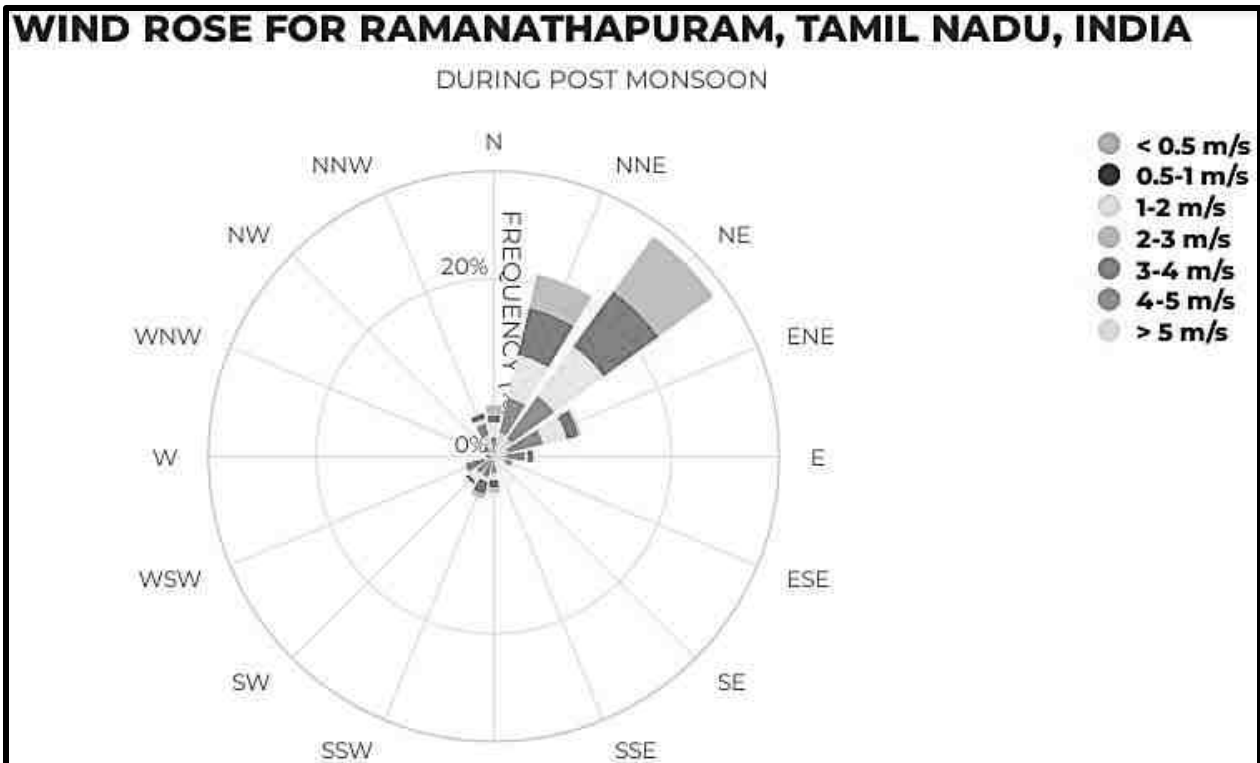 WIND ROSE FOR RAMANATHAPURAM, TAMIL NADU, INDIA
DURING POST MONSOON
N
NNW
NNE
NW
NE
WNW
ENE
W
E
WSW
ESE
SW
SE
SSW
SSE
FREQUENCY
20%
0%
< 0.5 m/s
0.5-1 m/s
1-2 m/s
2-3 m/s
3-4 m/s
4-5 m/s
> 5 m/s